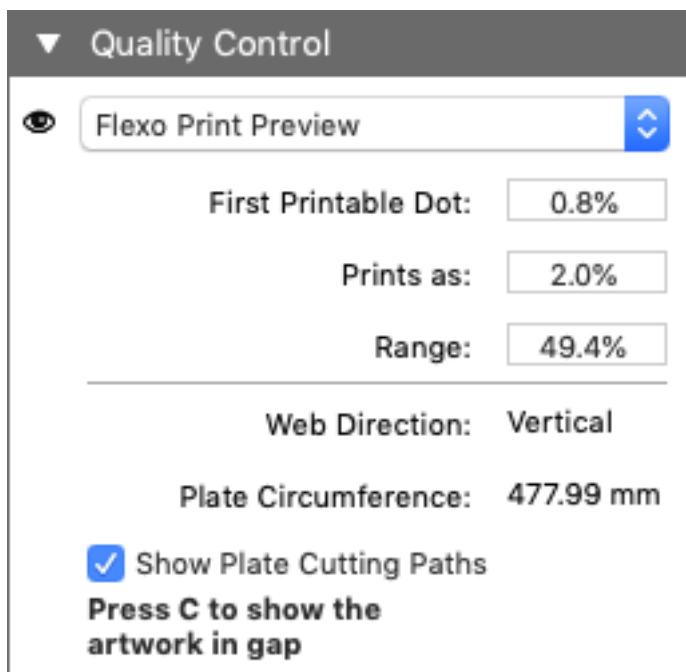 Quality Control
Flexo Print Preview
First Printable Dot: 0.8%
Prints as: 2.0%
Range: 49.4%
Web Direction: Vertical
Plate Circumference: 477.99 mm
Show Plate Cutting Paths
Press C to show the
artwork in gap